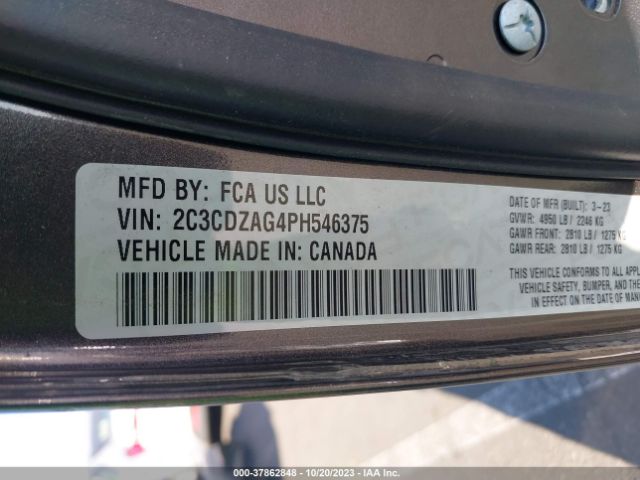 MFD BY: FCA US LLC
VIN: 2C3CDZAG4PH546375
VEHICLE MADE IN: CANADA
DATE OF MFR (BUILT): 3-23
GVWR: 4950 LB / 2246 KG
GAWR FRONT: 2810 LB / 1275 KG
GAWR REAR: 2810 LB / 1275 KG
THIS VEHICLE CONFORMS TO ALL APPL
VEHICLE SAFETY, BUMPER, AND THE
IN EFFECT ON THE DATE OF MAN
000-37862848 - 10/20/2023 - IAA Inc.